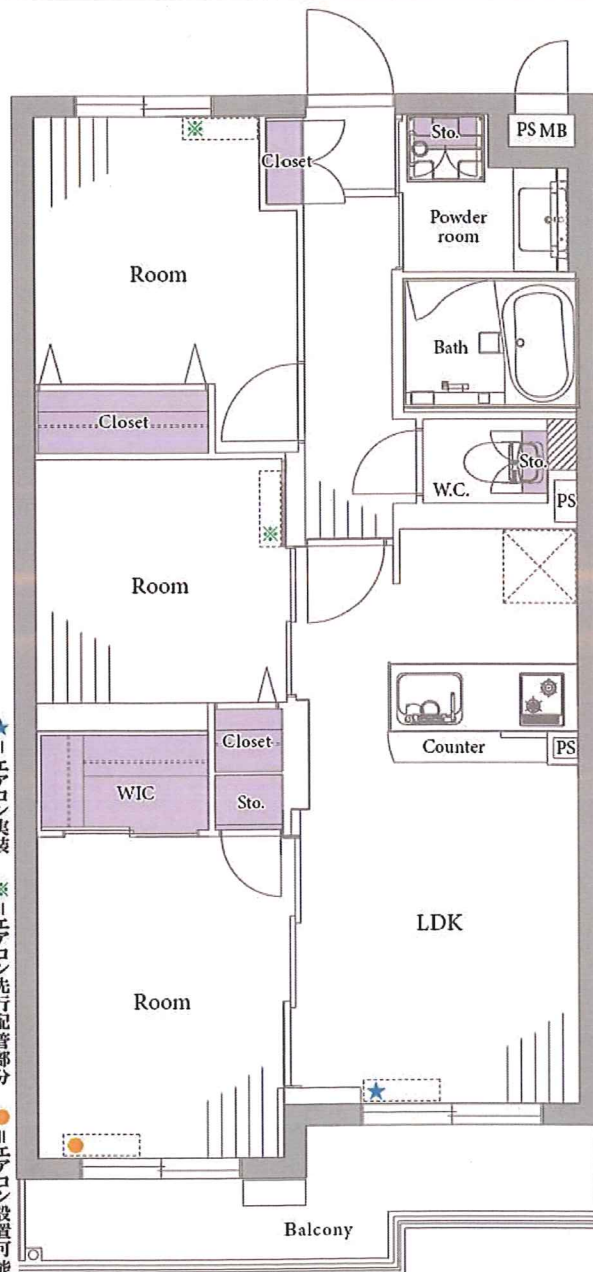 Sto.
PS MB
Closet
Powder
room
Room
Bath
Closet
Sto.
W.C.
PS
Room
Closet
Counter
PS
WIC
Sto.
LDK
Room
Balcony
★=エアコン実装 ※=エアコン先行配管部分 ●=エアコン設置可能